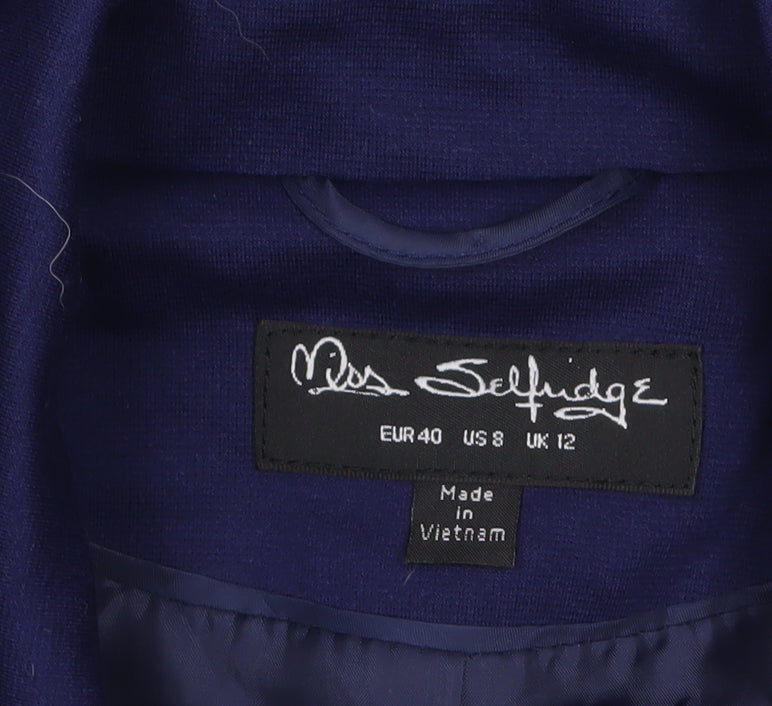 Miss Selfridge
EUR 40 US 8 UK 12
Made
in
Vietnam